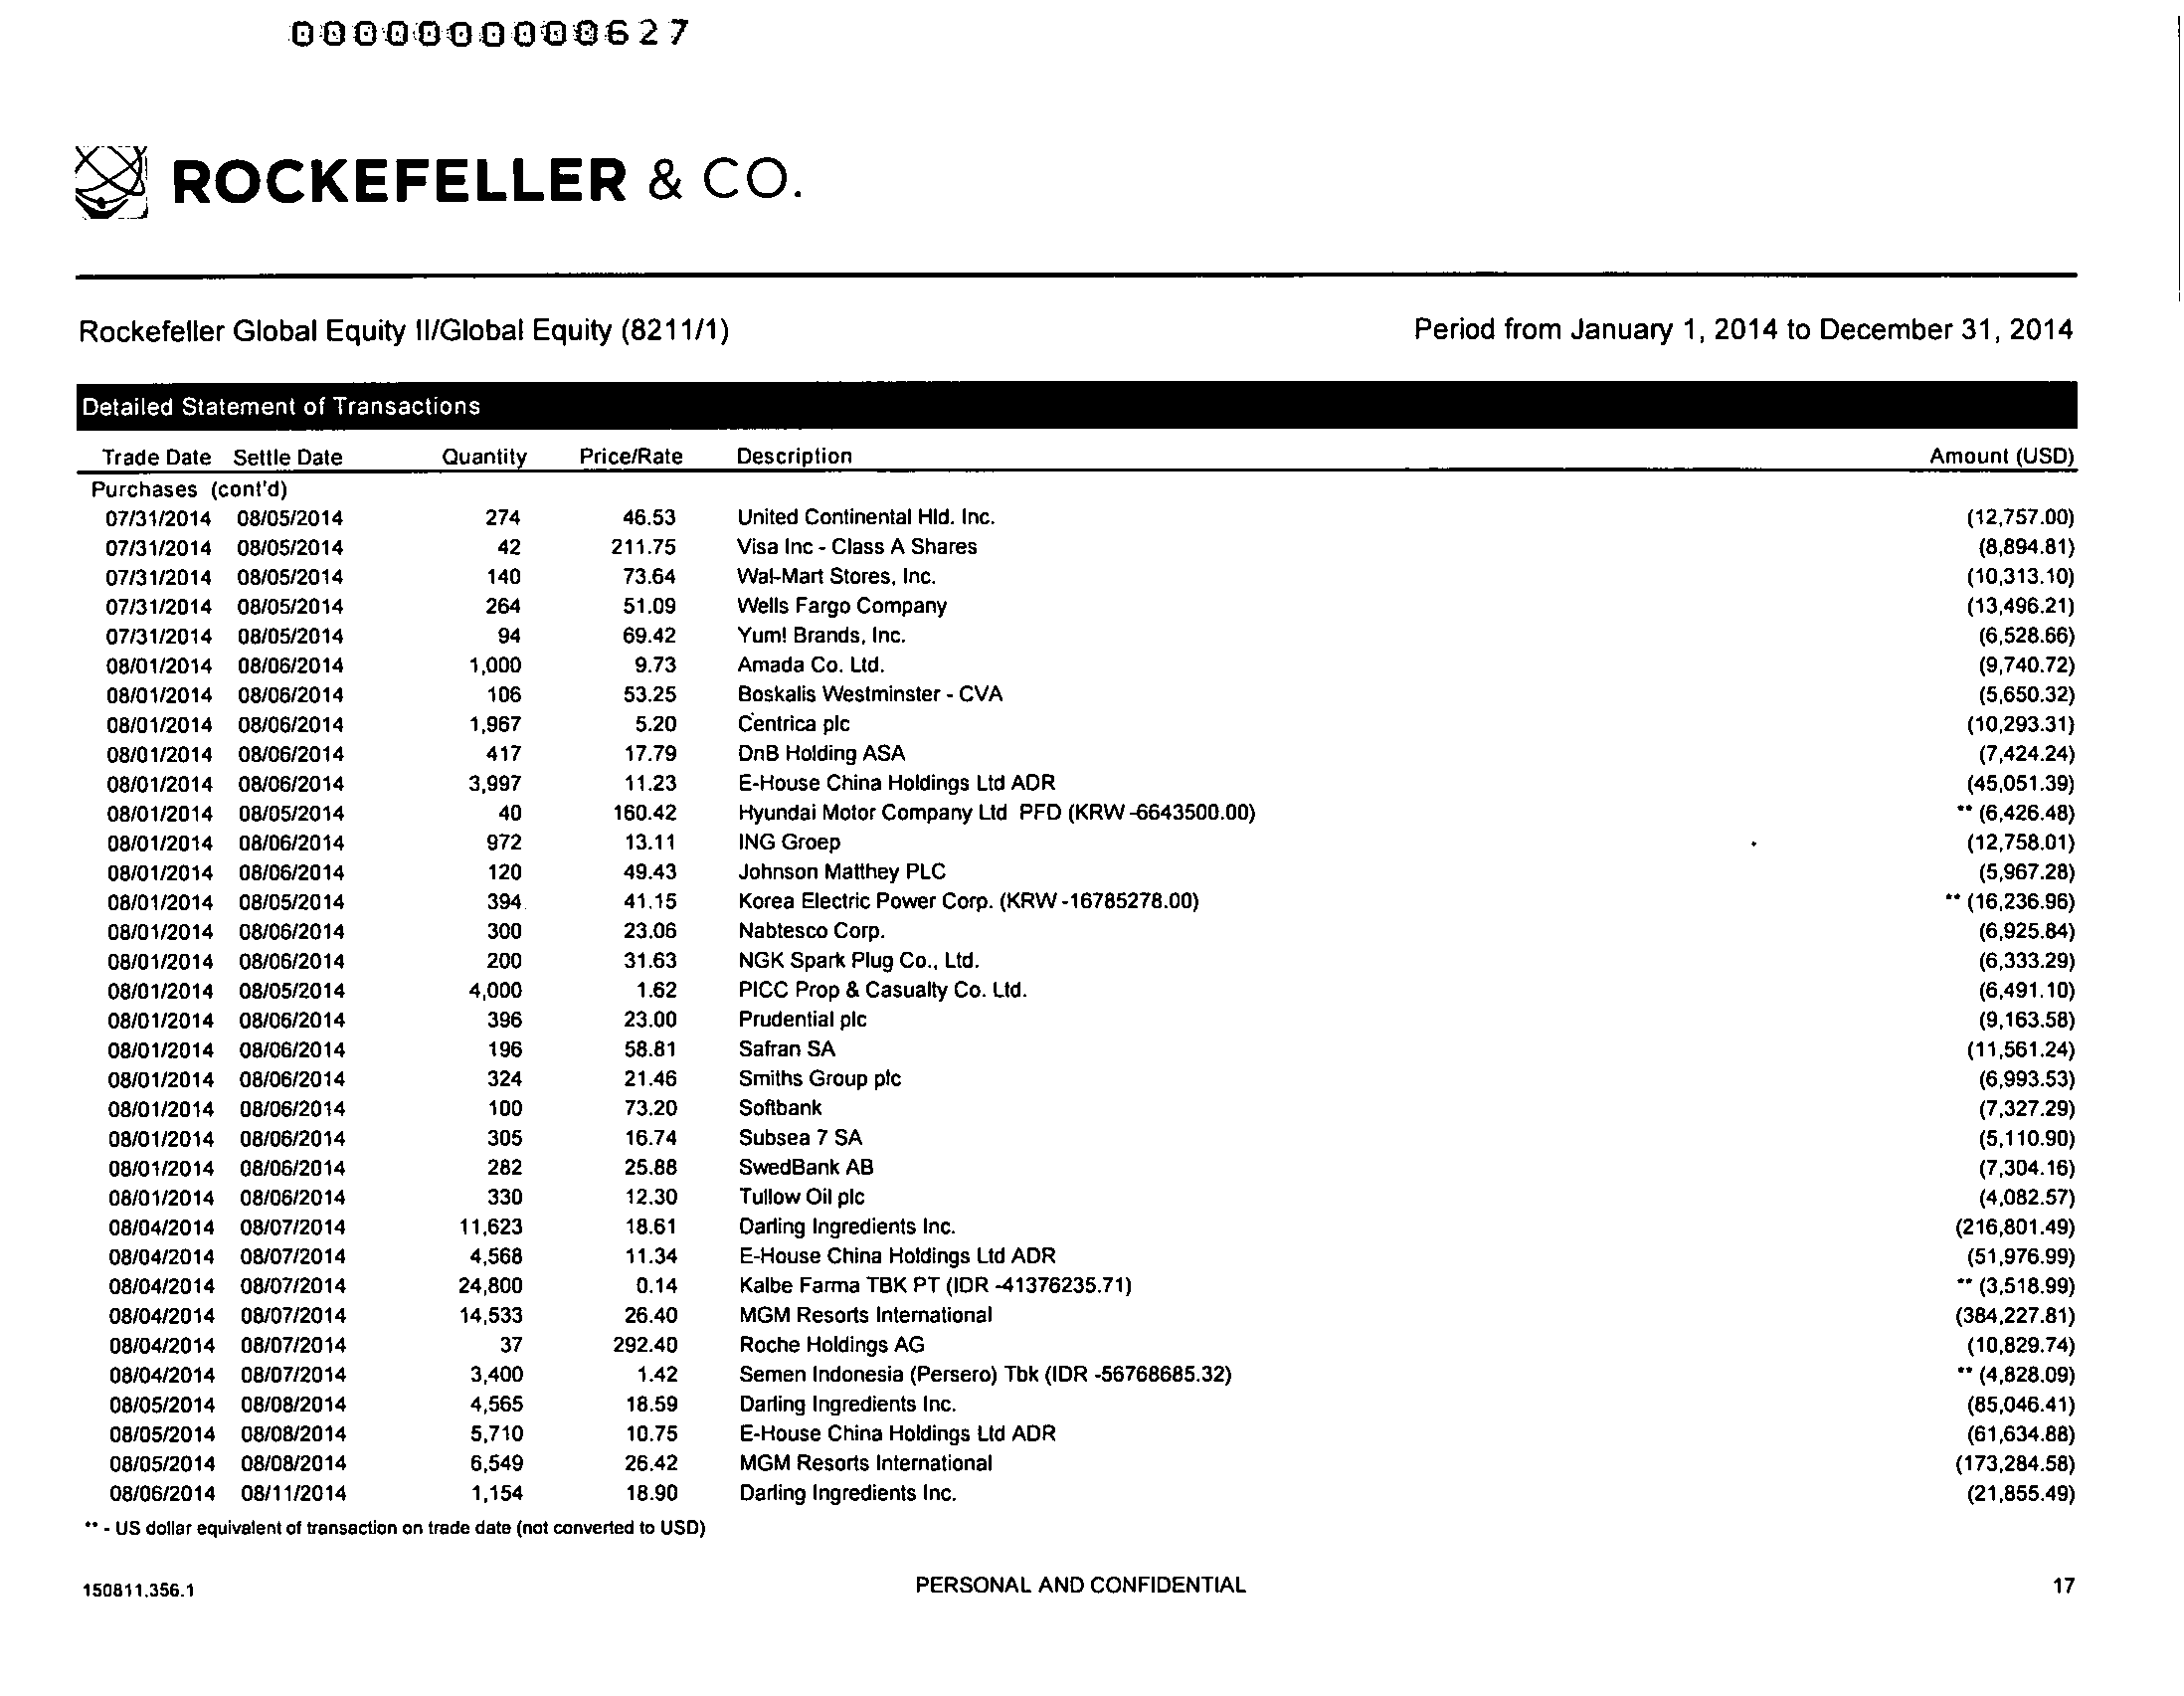 0000000000627
ROCKEFELLER & CO.
Rockefeller Global Equity II/Global Equity (8211/1) Period from January 1, 2014 to December 31, 2014
Detailed Statement of Transactions
Trade Date Settle Date Quantity Price/Rate Description Amount (USD)
Purchases (cont'd)
07/31/2014 08/05/2014 274 46.53 United Continental Hld. Inc. (12,757.00)
07/31/2014 08/05/2014 42 211.75 Visa Inc - Class A Shares (8,894.81)
07/31/2014 08/05/2014 140 73.64 Wal-Mart Stores, Inc. (10,313.10)
07/31/2014 08/05/2014 264 51.09 Wells Fargo Company (13,496.21)
07/31/2014 08/05/2014 94 69.42 Yum! Brands, Inc. (6,528.66)
08/01/2014 08/06/2014 1,000 9.73 Amada Co. Ltd. (9,740.72)
08/01/2014 08/06/2014 106 53.25 Boskalis Westminster - CVA (5,650.32)
08/01/2014 08/06/2014 1,967 5.20 Centrica plc (10,293.31)
08/01/2014 08/06/2014 417 17.79 DnB Holding ASA (7,424.24)
08/01/2014 08/06/2014 3,997 11.23 E-House China Holdings Ltd ADR (45,051.39)
08/01/2014 08/05/2014 40 160.42 Hyundai Motor Company Ltd PFD (KRW -6643500.00) ** (6,426.48)
08/01/2014 08/06/2014 972 13.11 ING Groep (12,758.01)
08/01/2014 08/06/2014 120 49.43 Johnson Matthey PLC (5,967.28)
08/01/2014 08/05/2014 394 41.15 Korea Electric Power Corp. (KRW -16785278.00) ** (16,236.96)
08/01/2014 08/06/2014 300 23.06 Nabtesco Corp. (6,925.84)
08/01/2014 08/06/2014 200 31.63 NGK Spark Plug Co., Ltd. (6,333.29)
08/01/2014 08/05/2014 4,000 1.62 PICC Prop & Casualty Co. Ltd. (6,491.10)
08/01/2014 08/06/2014 396 23.00 Prudential plc (9,163.58)
08/01/2014 08/06/2014 196 58.81 Safran SA (11,561.24)
08/01/2014 08/06/2014 324 21.46 Smiths Group plc (6,993.53)
08/01/2014 08/06/2014 100 73.20 Softbank (7,327.29)
08/01/2014 08/06/2014 305 16.74 Subsea 7 SA (5,110.90)
08/01/2014 08/06/2014 282 25.88 SwedBank AB (7,304.16)
08/01/2014 08/06/2014 330 12.30 Tullow Oil plc (4,082.57)
08/04/2014 08/07/2014 11,623 18.61 Darling Ingredients Inc. (216,801.49)
08/04/2014 08/07/2014 4,568 11.34 E-House China Holdings Ltd ADR (51,976.99)
08/04/2014 08/07/2014 24,800 0.14 Kalbe Farma TBK PT (IDR -41376235.71) ** (3,518.99)
08/04/2014 08/07/2014 14,533 26.40 MGM Resorts International (384,227.81)
08/04/2014 08/07/2014 37 292.40 Roche Holdings AG (10,829.74)
08/04/2014 08/07/2014 3,400 1.42 Semen Indonesia (Persero) Tbk (IDR -56768685.32) ** (4,828.09)
08/05/2014 08/08/2014 4,565 18.59 Darling Ingredients Inc. (85,046.41)
08/05/2014 08/08/2014 5,710 10.75 E-House China Holdings Ltd ADR (61,634.88)
08/05/2014 08/08/2014 6,549 26.42 MGM Resorts International (173,284.58)
08/06/2014 08/11/2014 1,154 18.90 Darling Ingredients Inc. (21,855.49)
** - US dollar equivalent of transaction on trade date (not converted to USD)
150811.356.1 PERSONAL AND CONFIDENTIAL 17